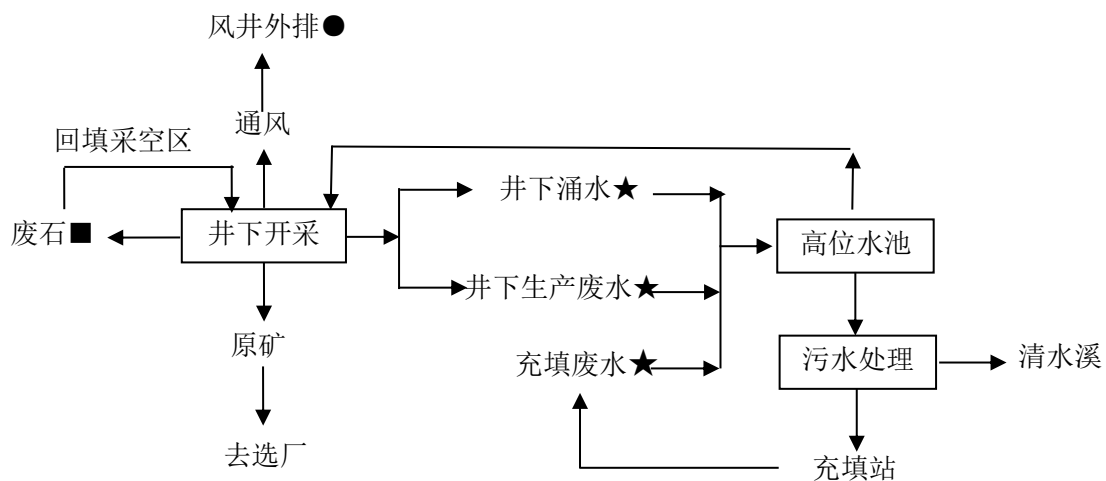 风井外排●
通风
回填采空区
井下涌水★
废石■
井下开采
高位水池
井下生产废水★
原矿
充填废水★
污水处理
清水溪
去选厂
充填站